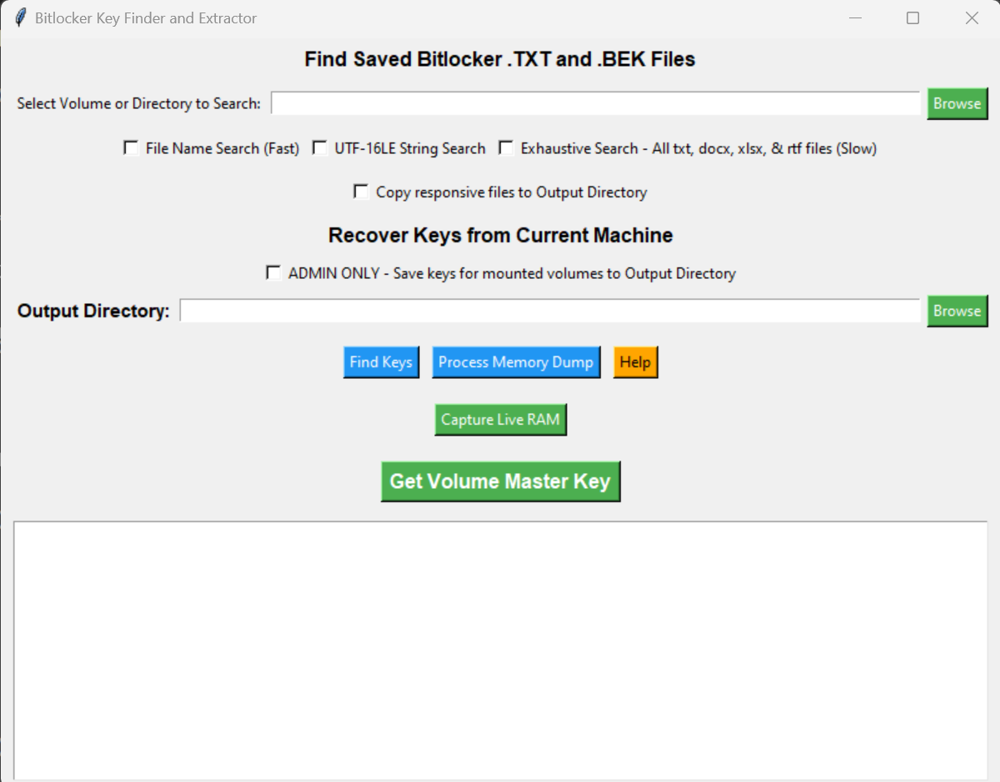 Bitlocker Key Finder and Extractor
Find Saved Bitlocker .TXT and .BEK Files
Select Volume or Directory to Search: Browse
File Name Search (Fast) UTF-16LE String Search Exhaustive Search - All txt, docx, xlsx, & rtf files (Slow)
Copy responsive files to Output Directory
Recover Keys from Current Machine
ADMIN ONLY - Save keys for mounted volumes to Output Directory
Output Directory: Browse
Find Keys Process Memory Dump Help
Capture Live RAM
Get Volume Master Key